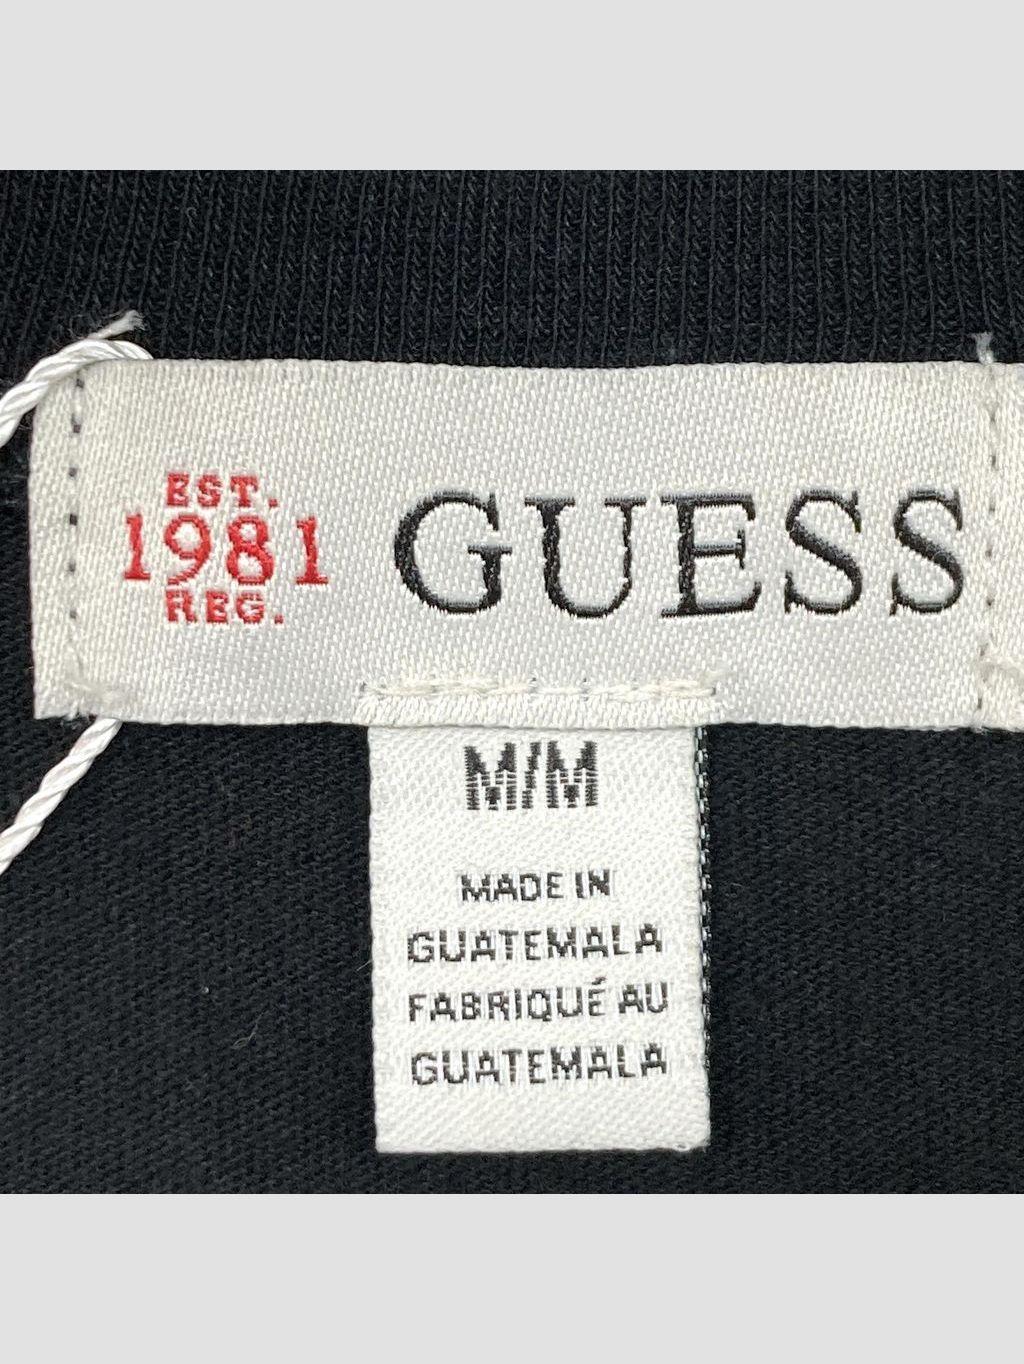 EST.
1981
REG.
GUESS
M/M
MADE IN
GUATEMALA
FABRIQUÉ AU
GUATEMALA